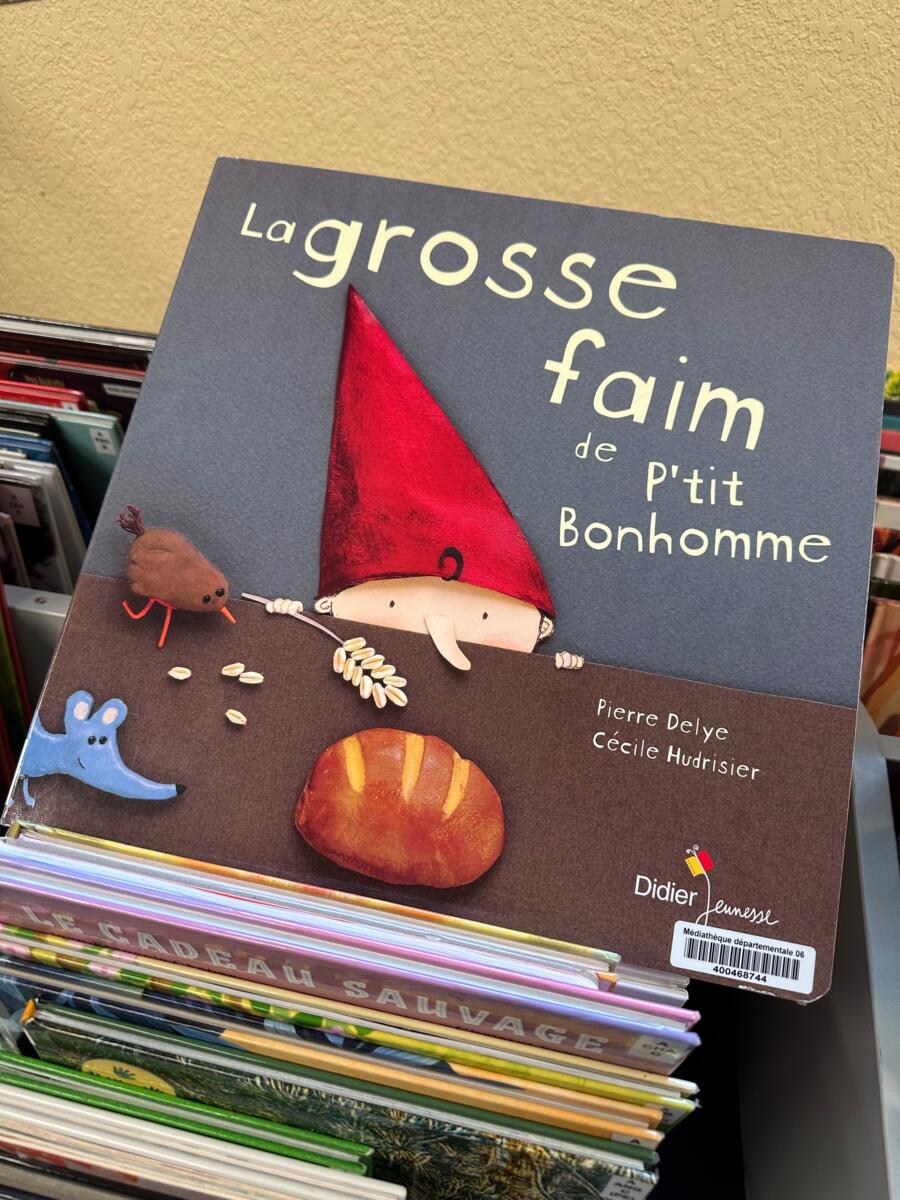 La grosse
faim
de
P'tit
Bonhomme
Pierre Delye
Cécile Hudrisier
Didier Jeunesse
Médiathèque départementale 06
400468744
LE CADEAU SAUVAGE